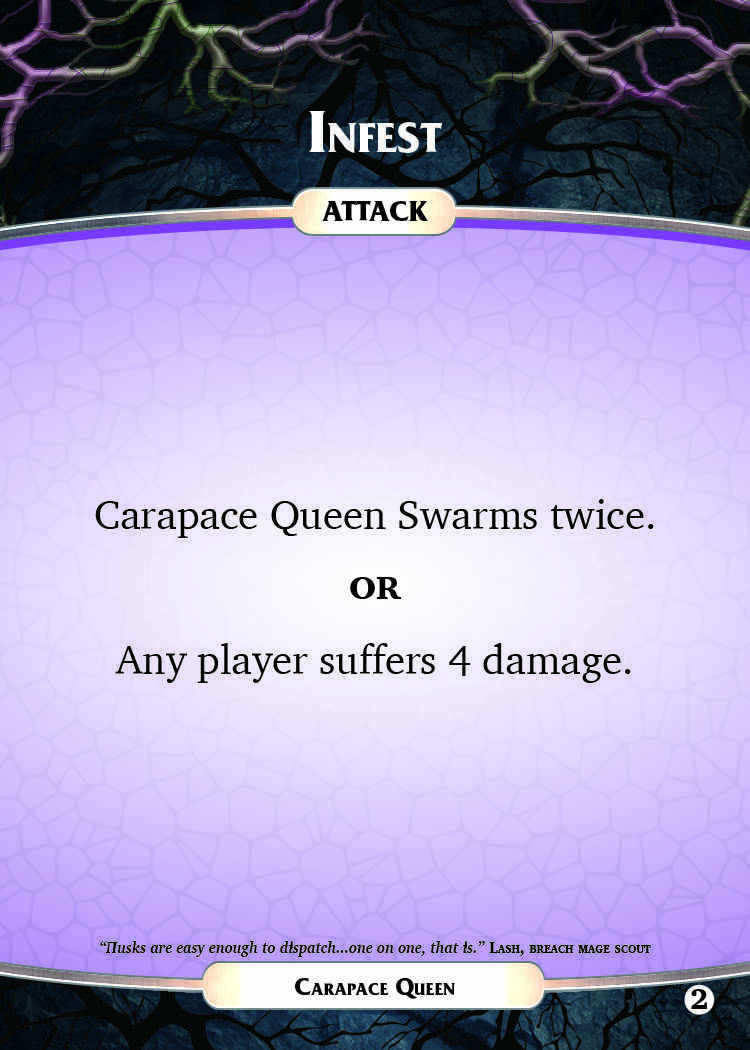 Infest
ATTACK
Carapace Queen Swarms twice.
OR
Any player suffers 4 damage.
“Husks are easy enough to dispatch...one on one, that is.” Lash, breach mage scout
Carapace Queen
2